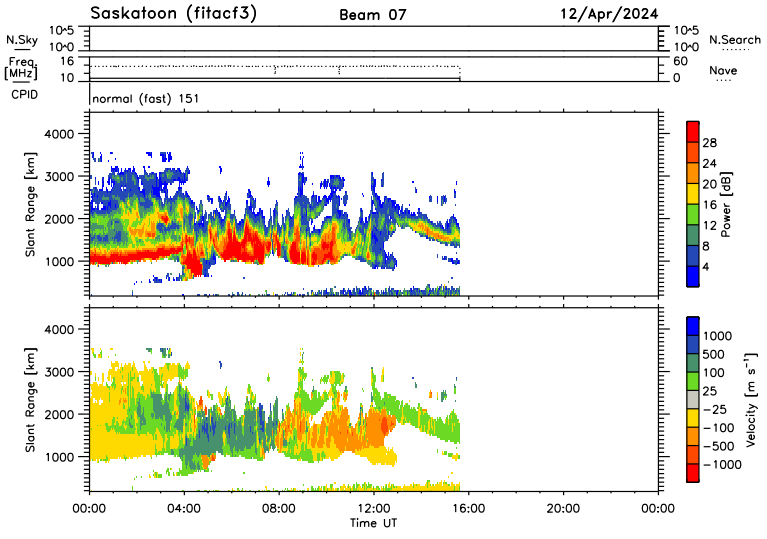 Saskatoon (fitacf3) Beam 07 12/Apr/2024
10^5 10^5
N.Sky N.Search
10^0 10^0
16 60
Freq.
[MHz] Nave
10 0
CPID
normal (fast) 151
4000
3000
2000
1000
Slant Range [km]
28
24
20
16
12
8
4
Power [dB]
4000
3000
2000
1000
Slant Range [km]
1000
500
100
25
−25
−100
−500
−1000
Velocity [m s⁻¹]
00:00 04:00 08:00 12:00 16:00 20:00 00:00
Time UT